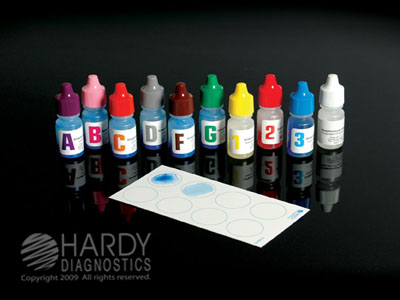 A
B
C
D
F
G
1
2
3
HARDY
DIAGNOSTICS
Copyright 2009 All rights reserved.